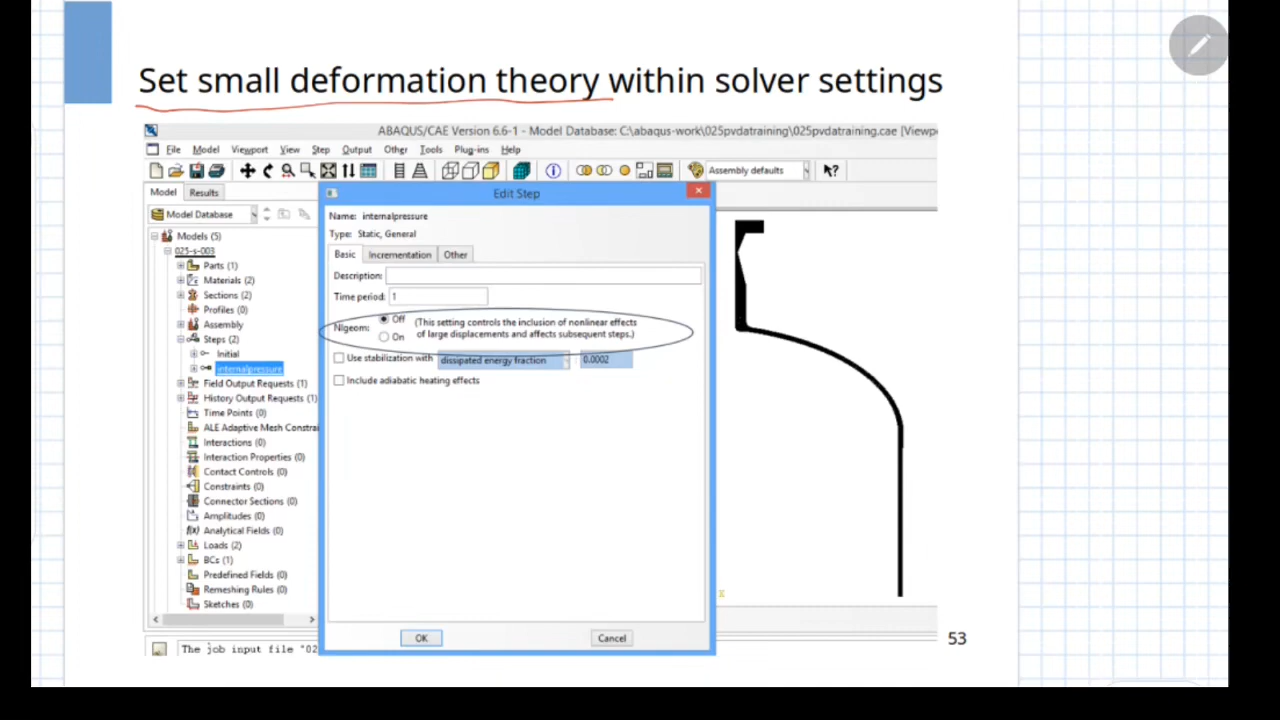 Set small deformation theory within solver settings
ABAQUS/CAE Version 6.6-1 - Model Database: C:\abaqus-work\025pvdatraining\025pvdatraining.cae [Viewpo
File Model Viewport View Step Output Other Tools Plug-ins Help
Assembly defaults
Model Results
Model Database
Models (5)
025-s-003
Parts (1)
Materials (2)
Sections (2)
Profiles (0)
Assembly
Steps (2)
Initial
internalpressure
Field Output Requests (1)
History Output Requests (1)
Time Points (0)
ALE Adaptive Mesh Constrai
Interactions (0)
Interaction Properties (0)
Contact Controls (0)
Constraints (0)
Connector Sections (0)
Amplitudes (0)
Analytical Fields (0)
Loads (2)
BCs (1)
Predefined Fields (0)
Remeshing Rules (0)
Sketches (0)
Edit Step
Name: internalpressure
Type: Static, General
Basic Incrementation Other
Description:
Time period: 1
Nlgeom:
Off
On
(This setting controls the inclusion of nonlinear effects
of large displacements and affects subsequent steps.)
Use stabilization with dissipated energy fraction : 0.0002
Include adiabatic heating effects
OK Cancel
The job input file "02
53